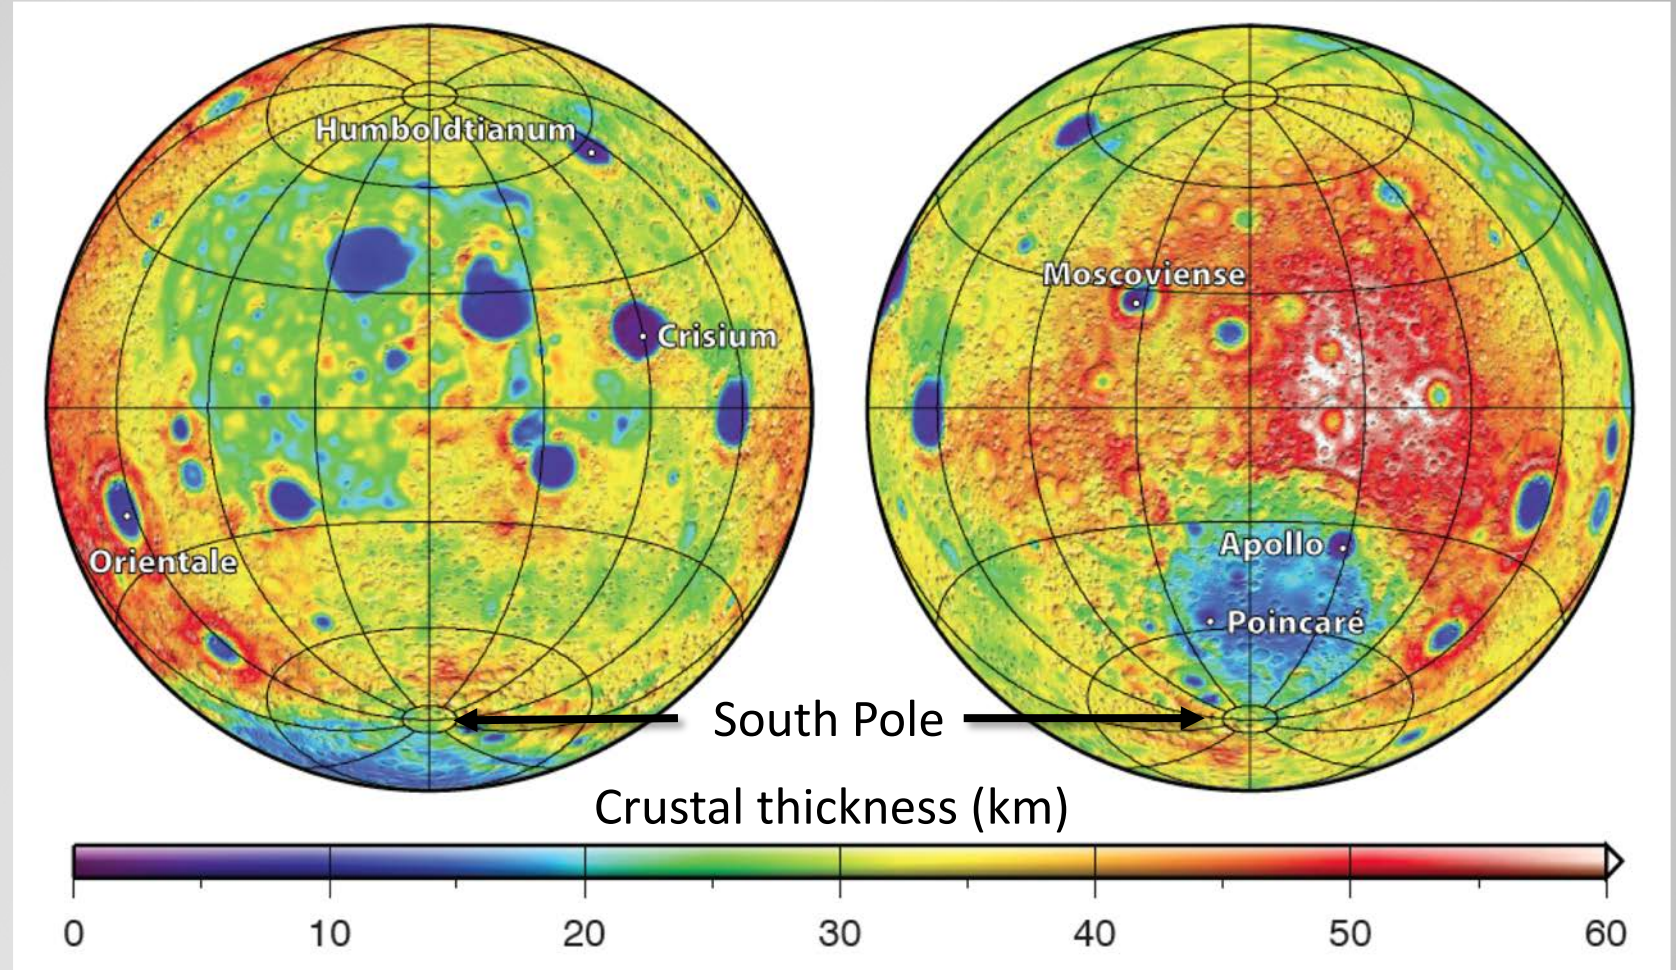 Humboldtianum
Crisium
Orientale
Moscoviense
Apollo
Poincaré
South Pole
Crustal thickness (km)
0 10 20 30 40 50 60